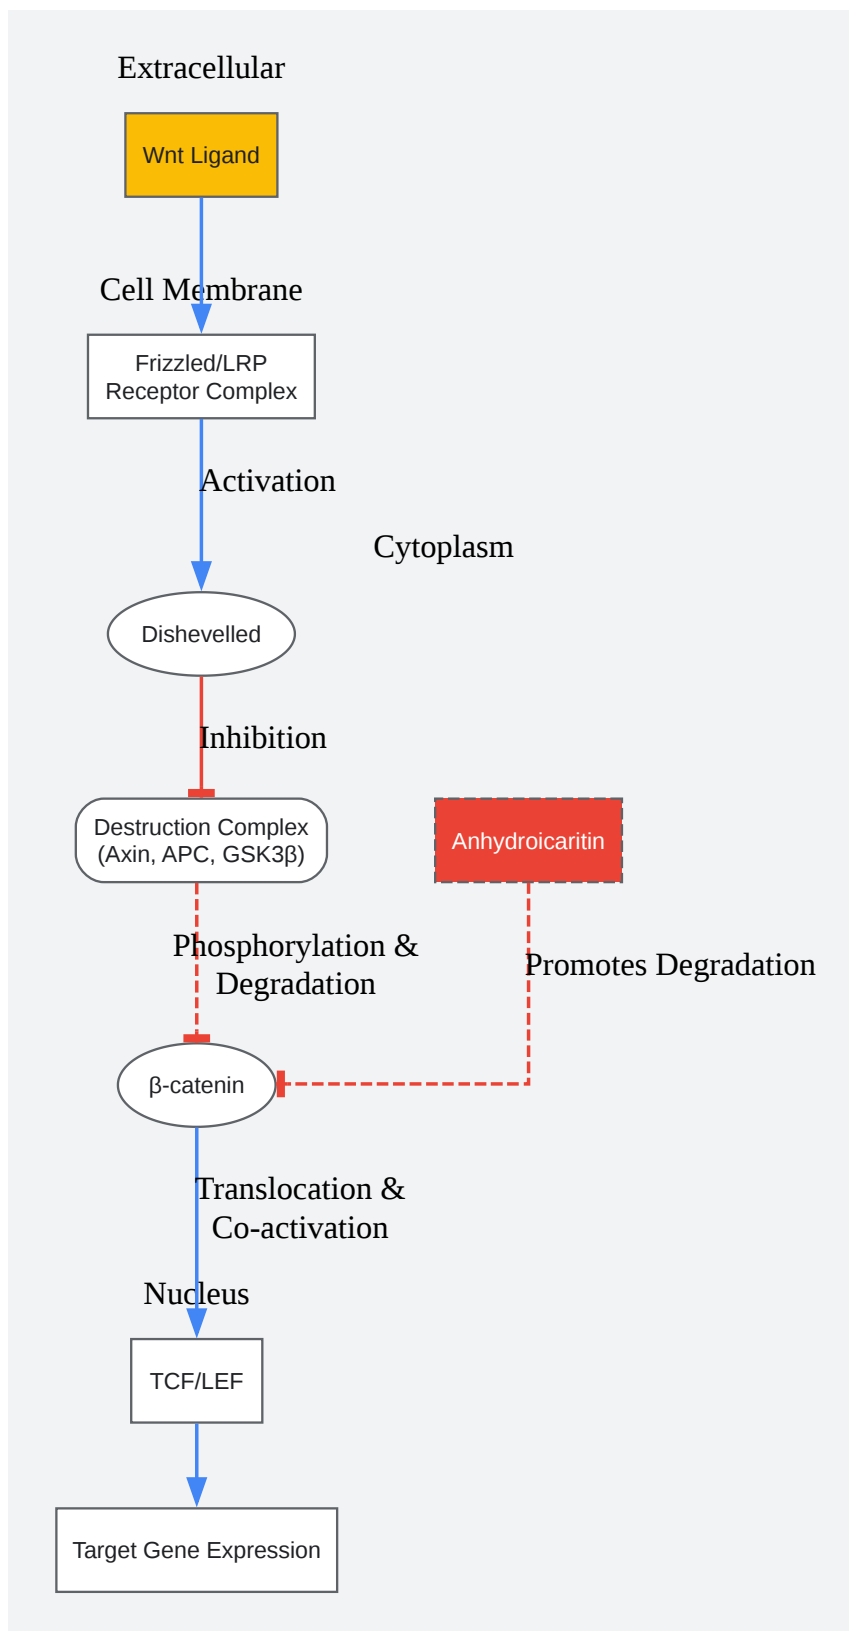 Extracellular
Wnt Ligand
Cell Membrane
Frizzled/LRP
Receptor Complex
Activation
Cytoplasm
Dishevelled
Inhibition
Destruction Complex
(Axin, APC, GSK3β)
Anhydroicaritin
Phosphorylation &
Degradation
Promotes Degradation
β-catenin
Translocation &
Co-activation
Nucleus
TCF/LEF
Target Gene Expression